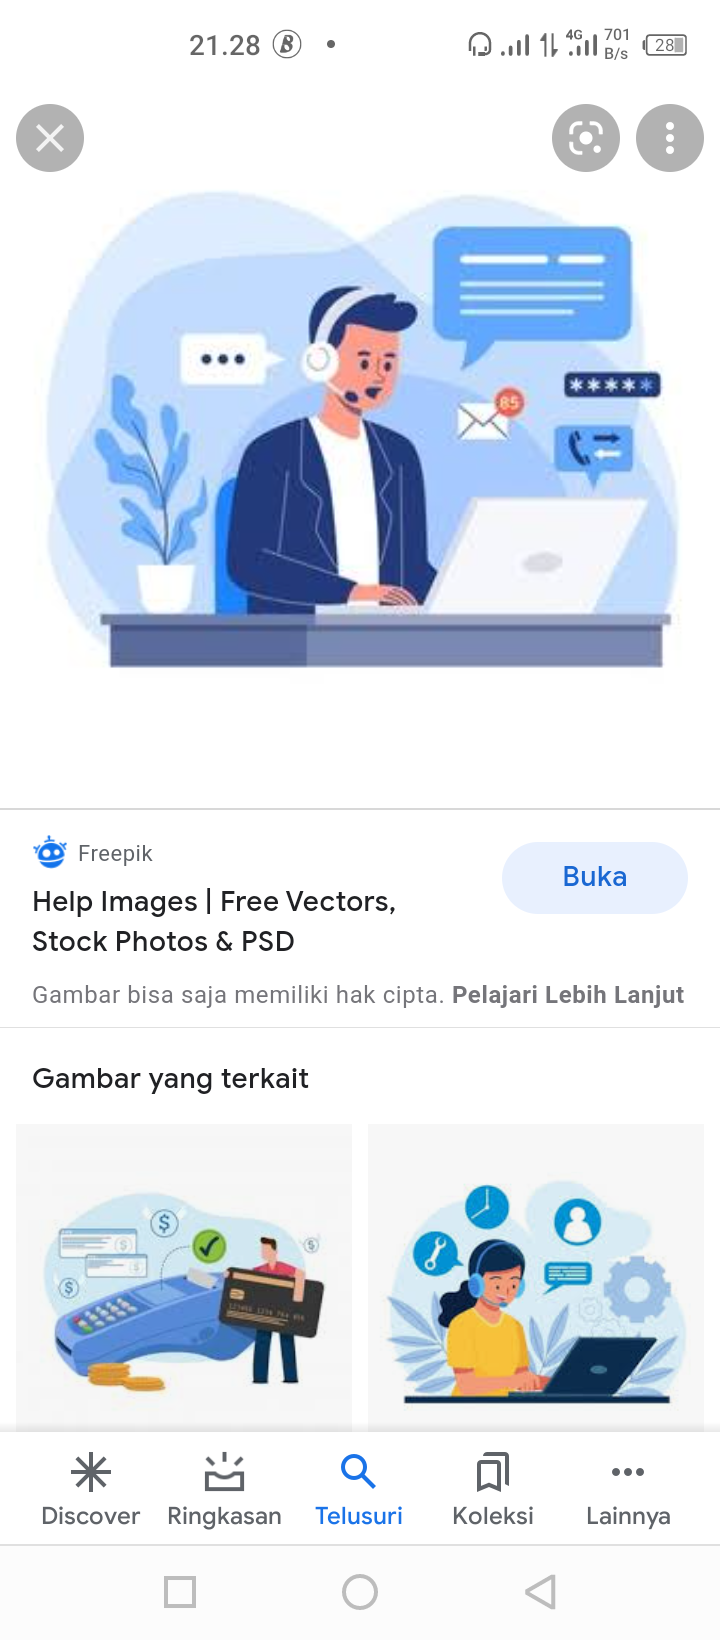 21.28
4G
701
B/s
28
85
*****
Freepik
Buka
Help Images | Free Vectors,
Stock Photos & PSD
Gambar bisa saja memiliki hak cipta. Pelajari Lebih Lanjut
Gambar yang terkait
$
$
$
$
Discover
Ringkasan
Telusuri
Koleksi
Lainnya